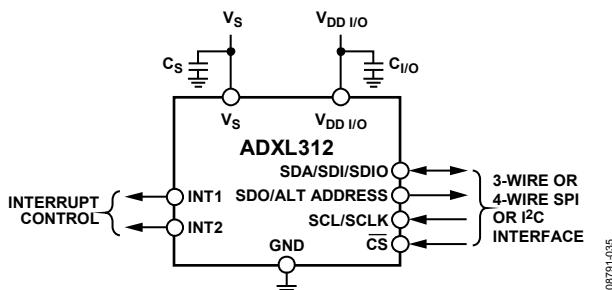 VS
VDD I/O
CS
CI/O
VS
VDD I/O
ADXL312
SDA/SDI/SDIO
SDO/ALT ADDRESS
SCL/SCLK
C̅S̅
INT1
INT2
GND
INTERRUPT
CONTROL
3-WIRE OR
4-WIRE SPI
OR I²C
INTERFACE
08791-035